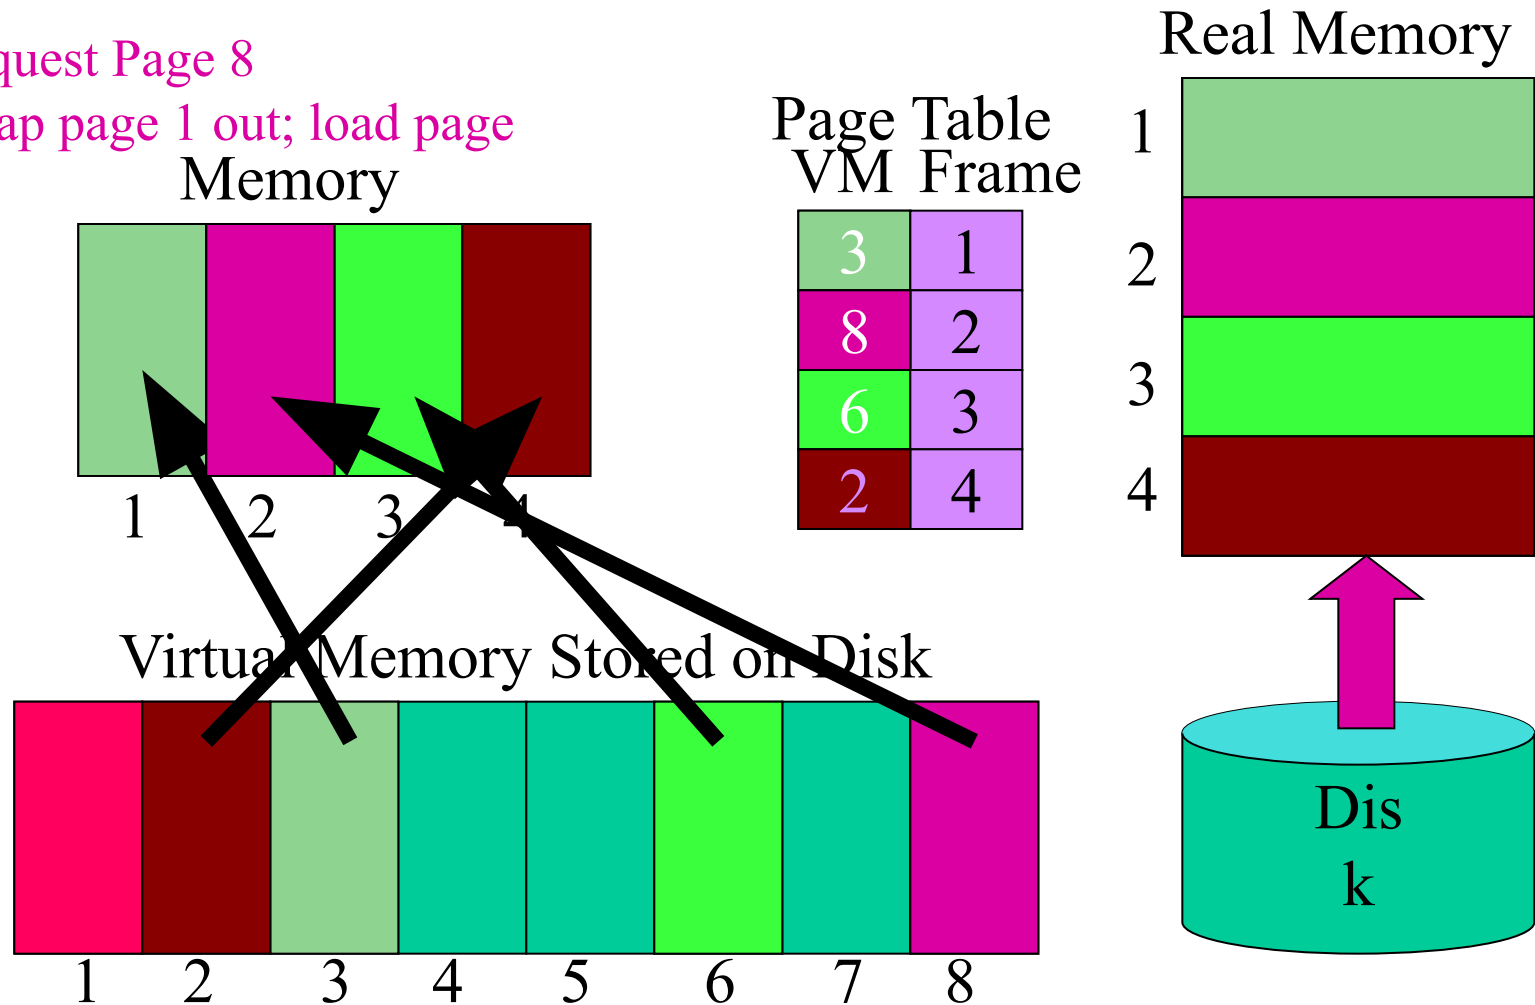 quest Page 8
ap page 1 out; load page
Memory
1 2 3 4
Page Table
VM Frame
3 1
8 2
6 3
2 4
Real Memory
1
2
3
4
Virtual Memory Stored on Disk
1 2 3 4 5 6 7 8
Dis
k